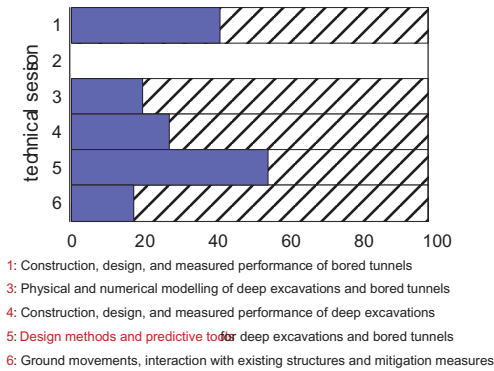 technical session
1
2
3
4
5
6
0 20 40 60 80 100
1: Construction, design, and measured performance of bored tunnels
3: Physical and numerical modelling of deep excavations and bored tunnels
4: Construction, design, and measured performance of deep excavations
5: Design methods and predictive tools for deep excavations and bored tunnels
6: Ground movements, interaction with existing structures and mitigation measures